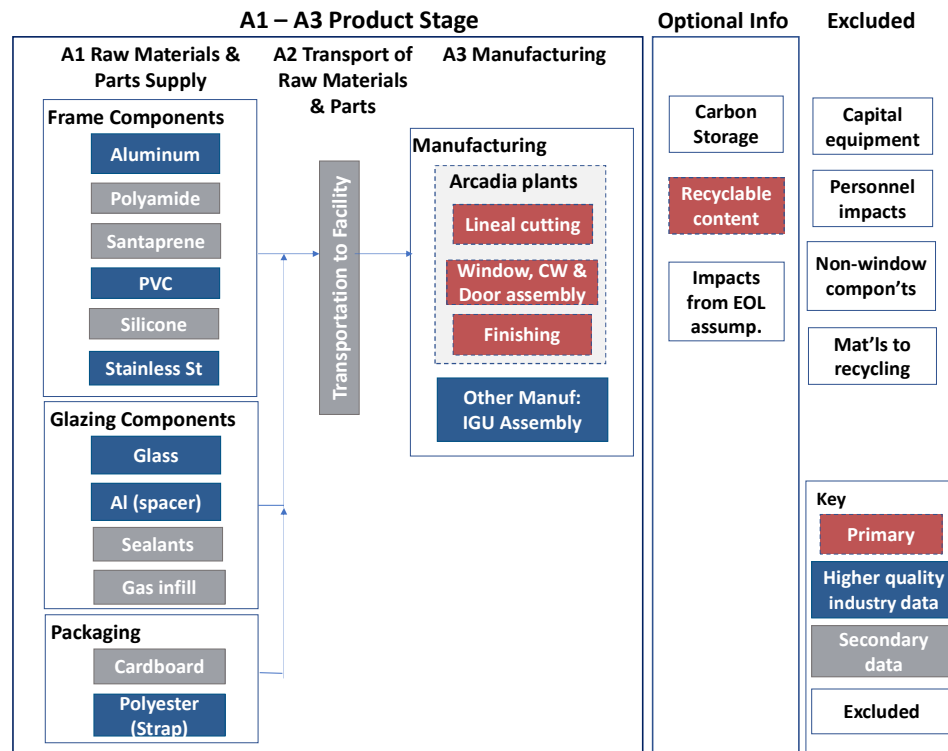 A1 – A3 Product Stage
Optional Info
Excluded
A1 Raw Materials &
Parts Supply
A2 Transport of
Raw Materials
& Parts
A3 Manufacturing
Frame Components
Aluminum
Polyamide
Santaprene
PVC
Silicone
Stainless St
Glazing Components
Glass
Al (spacer)
Sealants
Gas infill
Packaging
Cardboard
Polyester
(Strap)
Transportation to Facility
Manufacturing
Arcadia plants
Lineal cutting
Window, CW &
Door assembly
Finishing
Other Manuf:
IGU Assembly
Carbon
Storage
Recyclable
content
Impacts
from EOL
assump.
Capital
equipment
Personnel
impacts
Non-window
compon'ts
Mat'ls to
recycling
Key
Primary
Higher quality
industry data
Secondary
data
Excluded